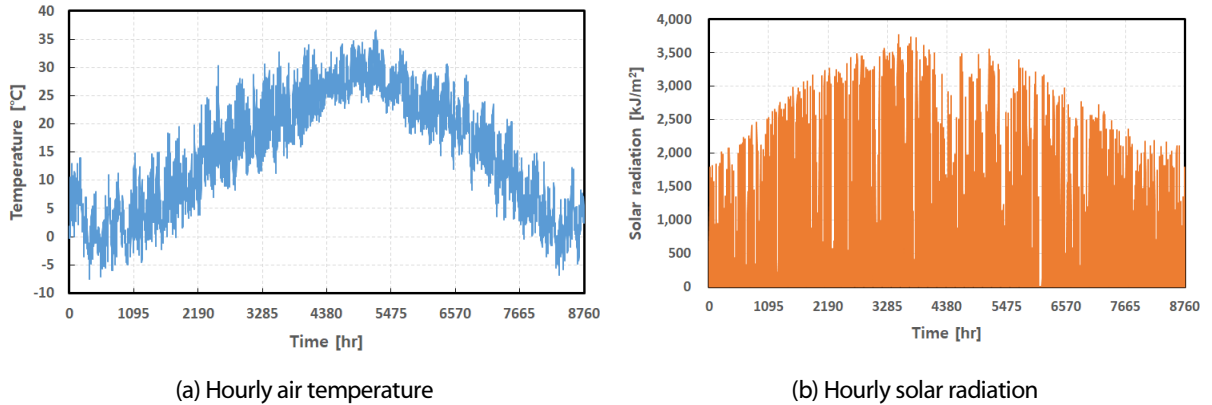 40
35
30
25
20
15
10
5
0
-5
-10
Temperature [℃]
0 1095 2190 3285 4380 5475 6570 7665 8760
Time [hr]
(a) Hourly air temperature
4,000
3,500
3,000
2,500
2,000
1,500
1,000
500
0
Solar radiation [kJ/m²]
0 1095 2190 3285 4380 5475 6570 7665 8760
Time [hr]
(b) Hourly solar radiation